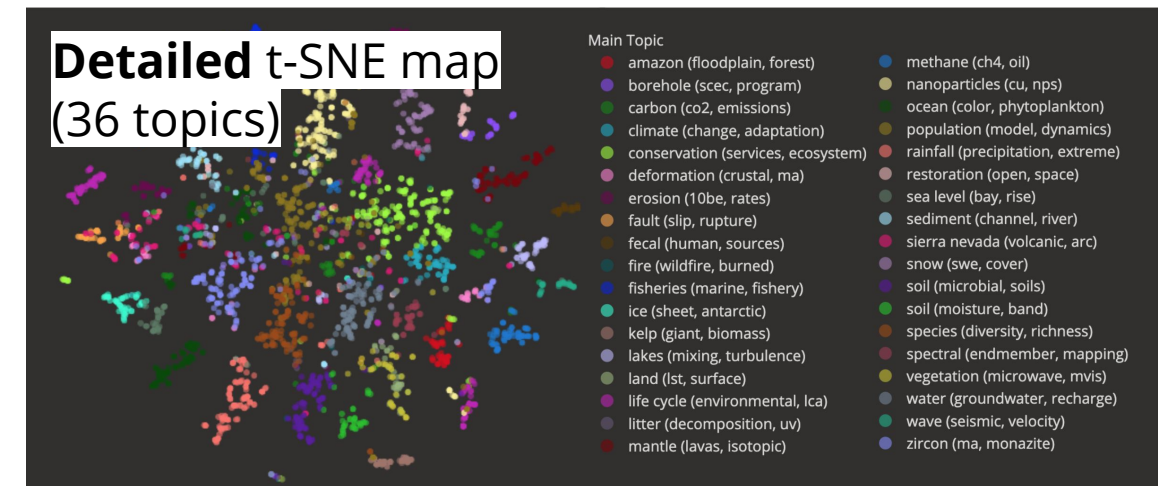 Detailed t-SNE map
(36 topics)
Main Topic
amazon (floodplain, forest)
borehole (scec, program)
carbon (co2, emissions)
climate (change, adaptation)
conservation (services, ecosystem)
deformation (crustal, ma)
erosion (10be, rates)
fault (slip, rupture)
fecal (human, sources)
fire (wildfire, burned)
fisheries (marine, fishery)
ice (sheet, antarctic)
kelp (giant, biomass)
lakes (mixing, turbulence)
land (lst, surface)
life cycle (environmental, lca)
litter (decomposition, uv)
mantle (lavas, isotopic)
methane (ch4, oil)
nanoparticles (cu, nps)
ocean (color, phytoplankton)
population (model, dynamics)
rainfall (precipitation, extreme)
restoration (open, space)
sea level (bay, rise)
sediment (channel, river)
sierra nevada (volcanic, arc)
snow (swe, cover)
soil (microbial, soils)
soil (moisture, band)
species (diversity, richness)
spectral (endmember, mapping)
vegetation (microwave, mvis)
water (groundwater, recharge)
wave (seismic, velocity)
zircon (ma, monazite)